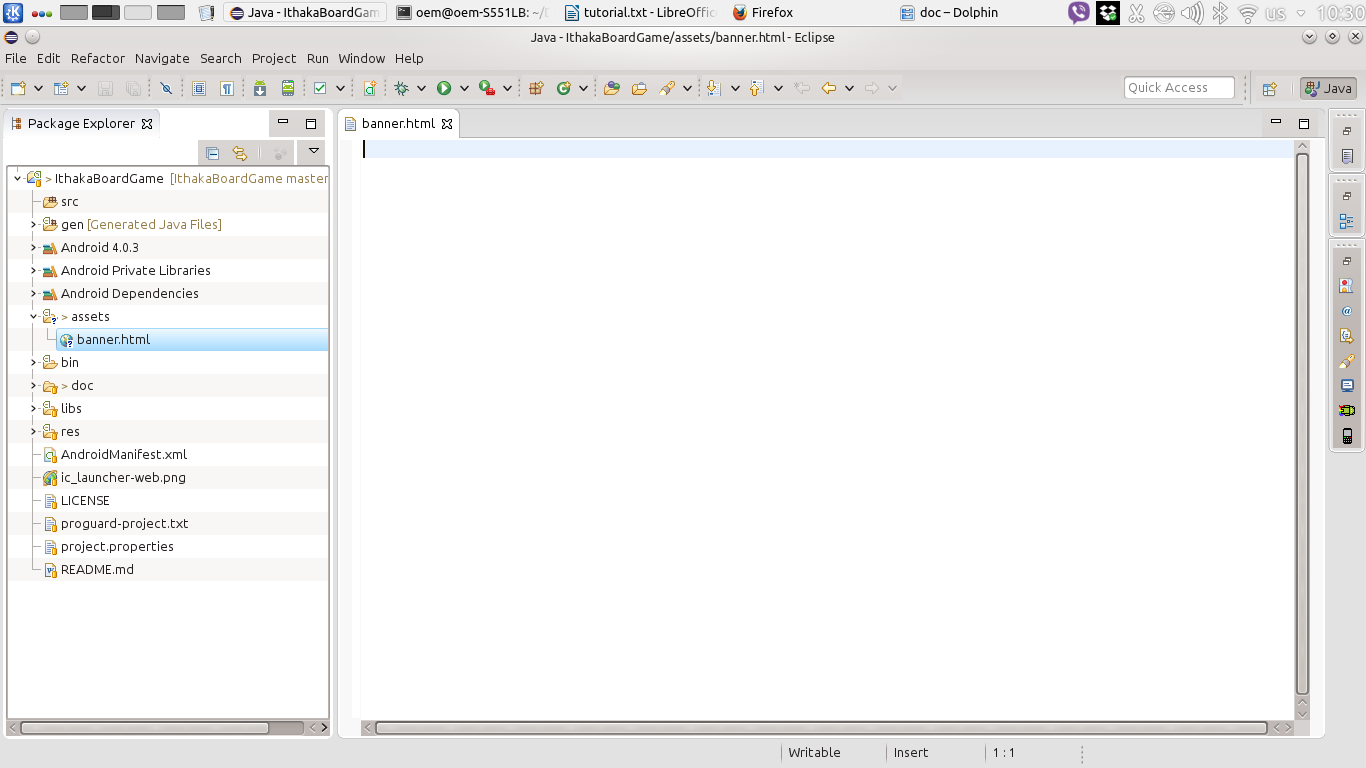 Java - IthakaBoardGam
oem@oem-S551LB: ~/t
tutorial.txt - LibreOffic
Firefox
doc – Dolphin
us
10:30
Java - IthakaBoardGame/assets/banner.html - Eclipse
File Edit Refactor Navigate Search Project Run Window Help
Quick Access
Java
Package Explorer
banner.html
> IthakaBoardGame [IthakaBoardGame master
src
gen [Generated Java Files]
Android 4.0.3
Android Private Libraries
Android Dependencies
> assets
banner.html
bin
> doc
libs
res
AndroidManifest.xml
ic_launcher-web.png
LICENSE
proguard-project.txt
project.properties
README.md
Writable
Insert
1 : 1